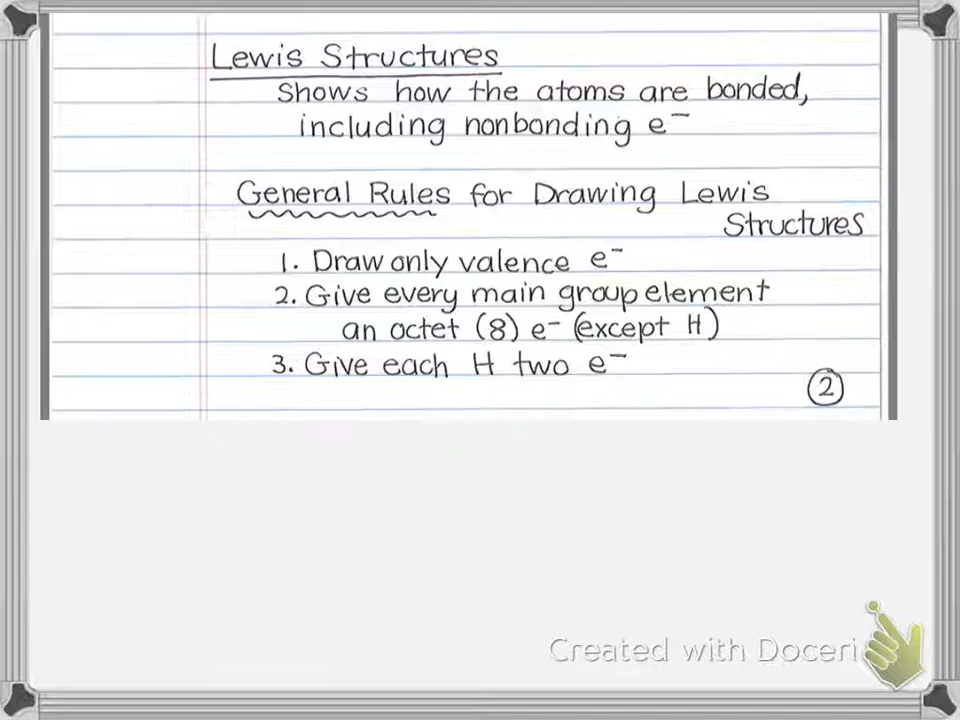 Lewis Structures
Shows how the atoms are bonded,
including nonbonding e⁻
General Rules for Drawing Lewis
Structures
1. Draw only valence e⁻
2. Give every main group element
an octet (8) e⁻ (except H)
3. Give each H two e⁻
2
Created with Doceri